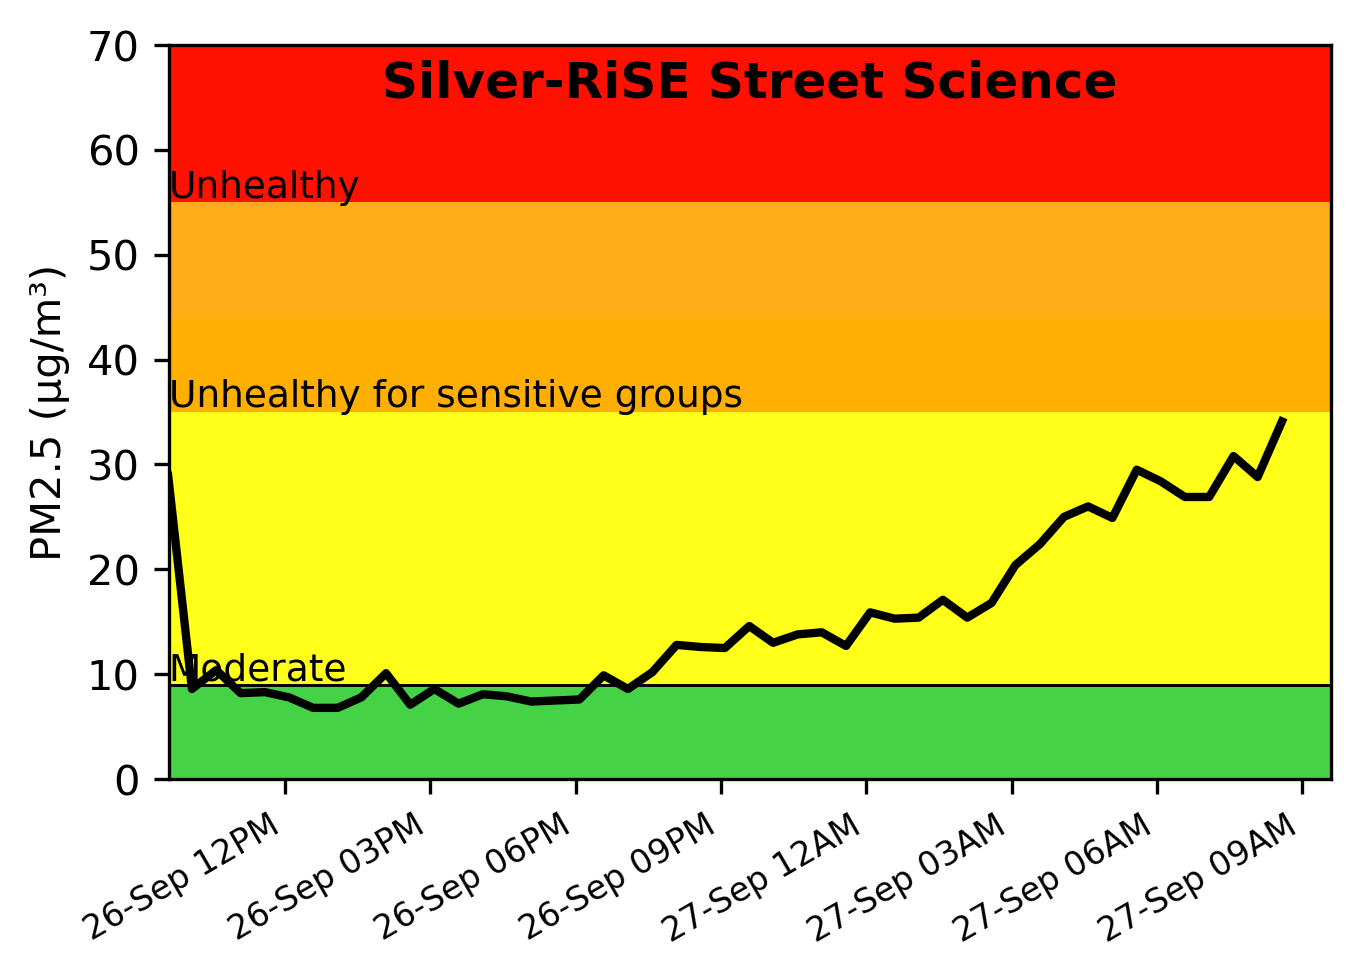 Silver-RiSE Street Science
PM2.5 (µg/m³)
70
60
50
40
30
20
10
0
Unhealthy
Unhealthy for sensitive groups
Moderate
26-Sep 12PM
26-Sep 03PM
26-Sep 06PM
26-Sep 09PM
27-Sep 12AM
27-Sep 03AM
27-Sep 06AM
27-Sep 09AM